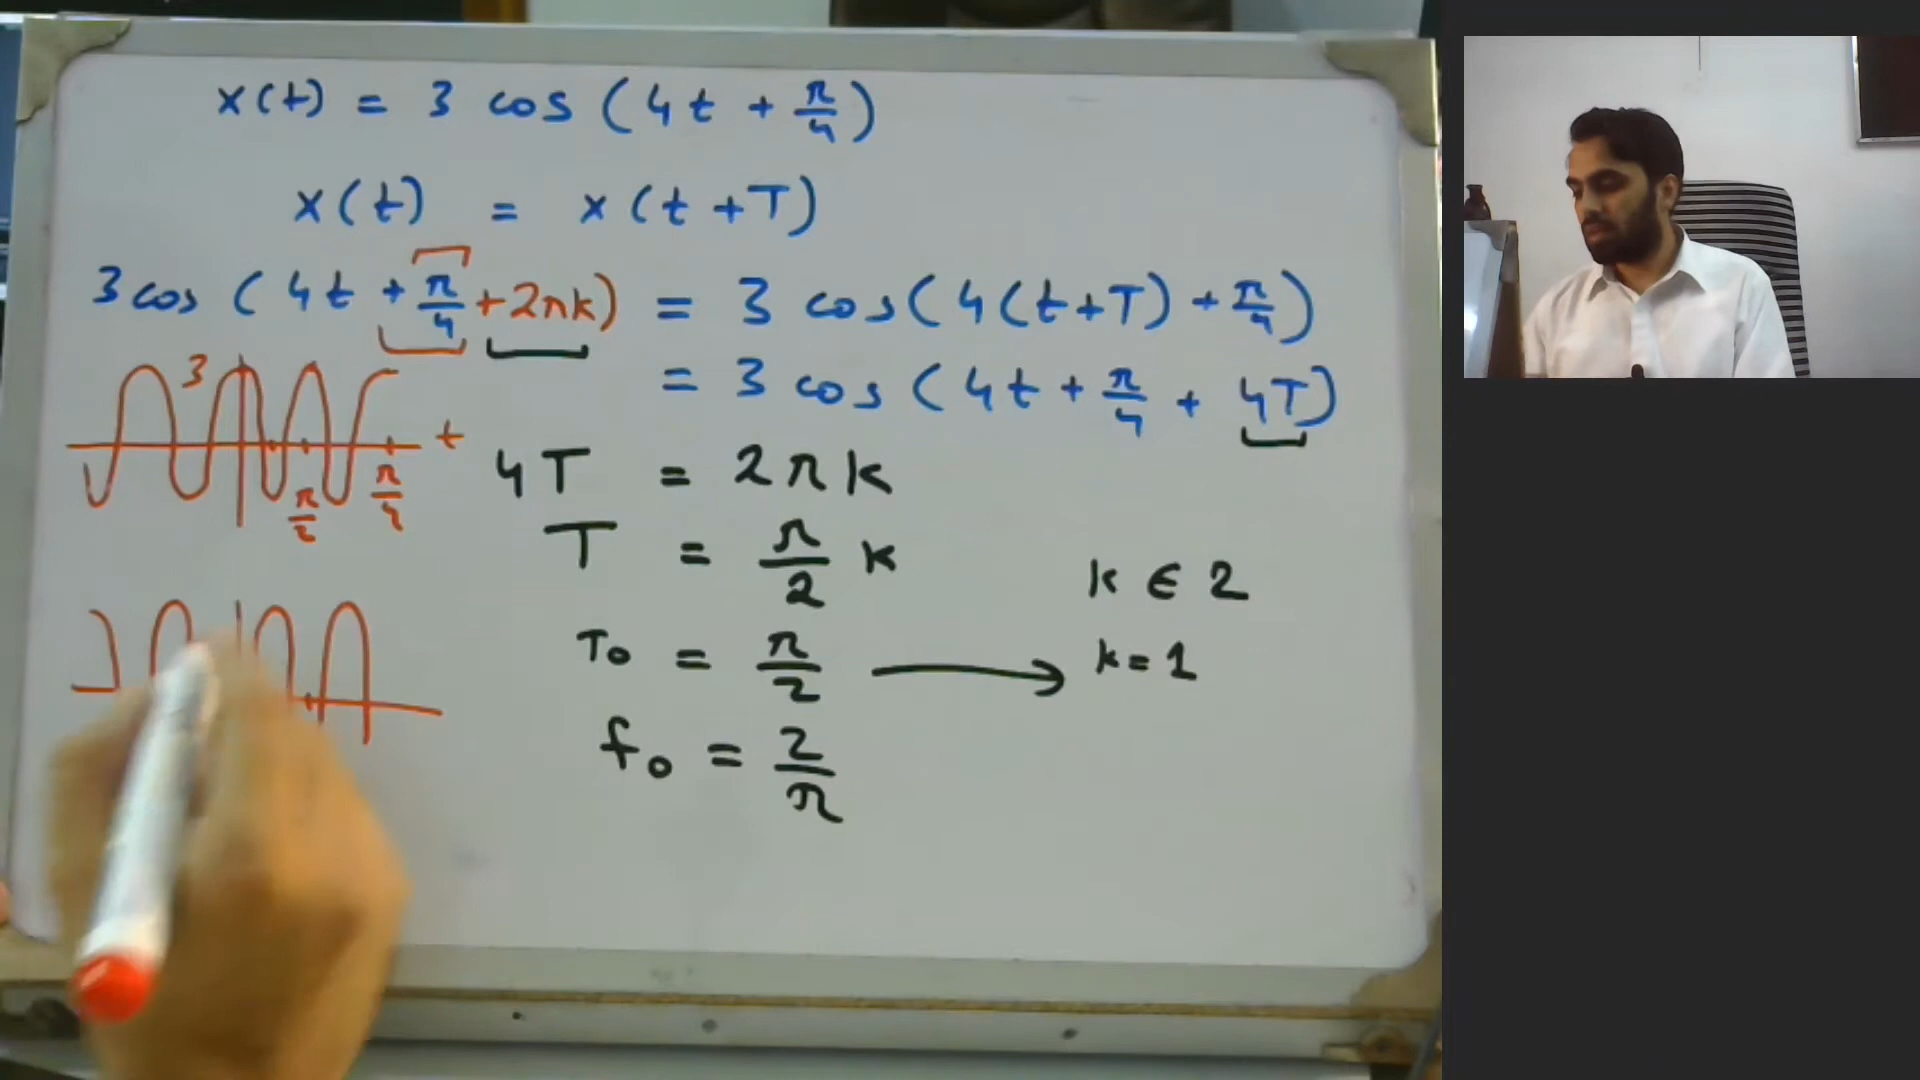 x(t) = 3 cos (4t + π/4)
x(t) = x(t+T)
3 cos (4t + π/4 + 2πk) = 3 cos(4(t+T) + π/4)
= 3 cos(4t + π/4 + 4T)
3
t
π/2
π/4
4T = 2πk
T = π/2 k
k ∈ 2
T0 = π/2
k = 1
f0 = 2/π